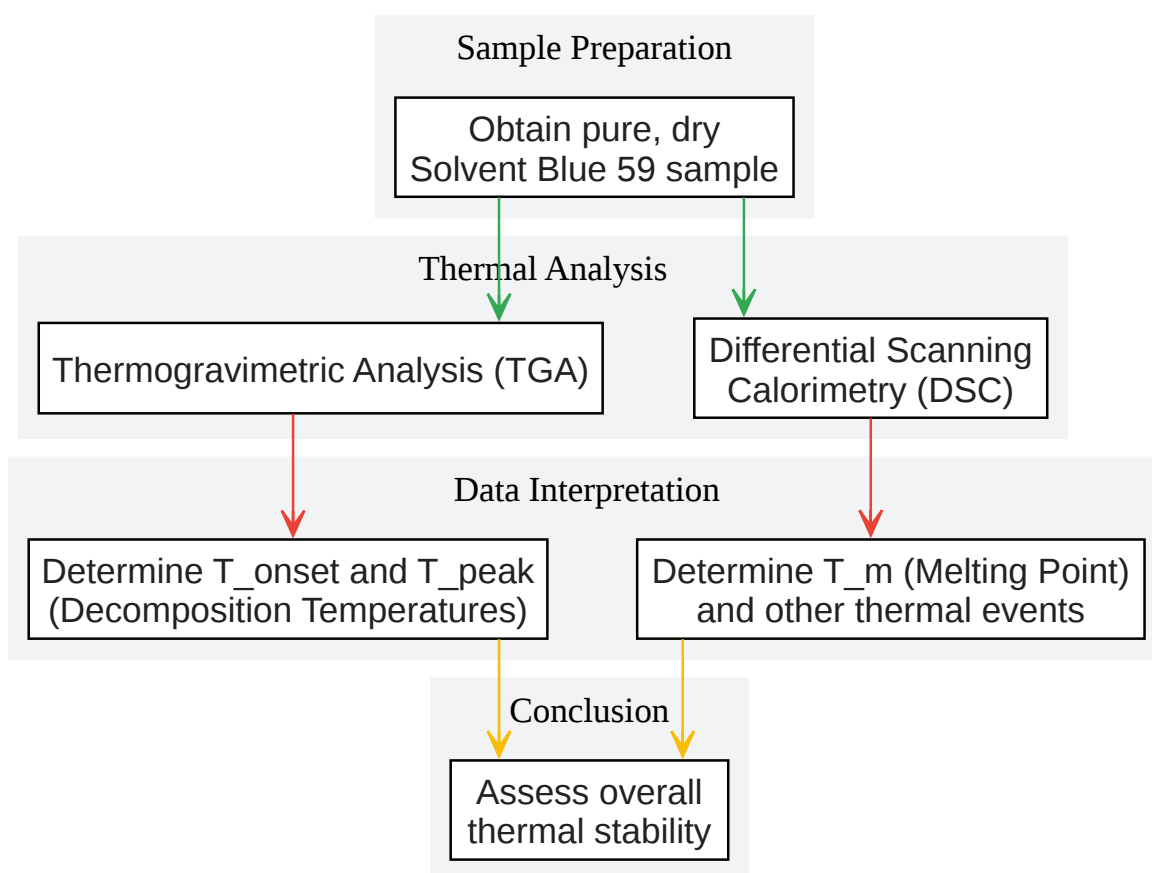 Sample Preparation
Obtain pure, dry
Solvent Blue 59 sample
Thermal Analysis
Thermogravimetric Analysis (TGA)
Differential Scanning
Calorimetry (DSC)
Data Interpretation
Determine T_onset and T_peak
(Decomposition Temperatures)
Determine T_m (Melting Point)
and other thermal events
Conclusion
Assess overall
thermal stability